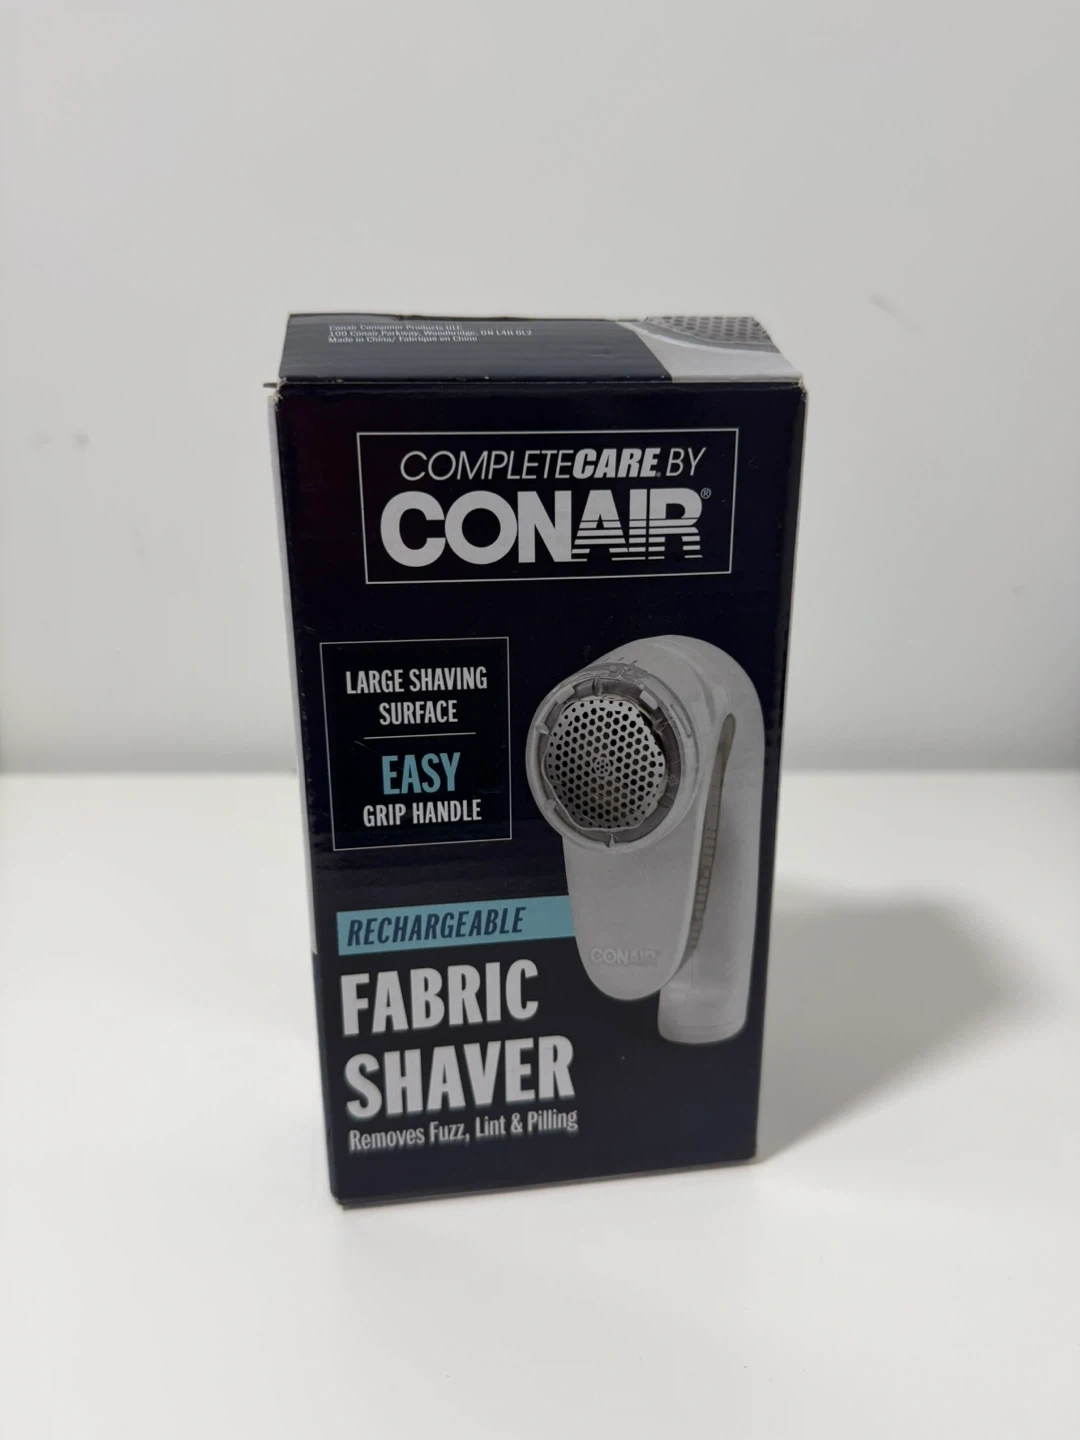 Conair Consumer Products ULC
100 Conair Parkway, Woodbridge, ON L4H 0L2
Made in China/ Fabriqué en Chine
COMPLETECARE BY
CONAIR®
LARGE SHAVING
SURFACE
EASY
GRIP HANDLE
RECHARGEABLE
FABRIC
SHAVER
Removes Fuzz, Lint & Pilling
CONAIR